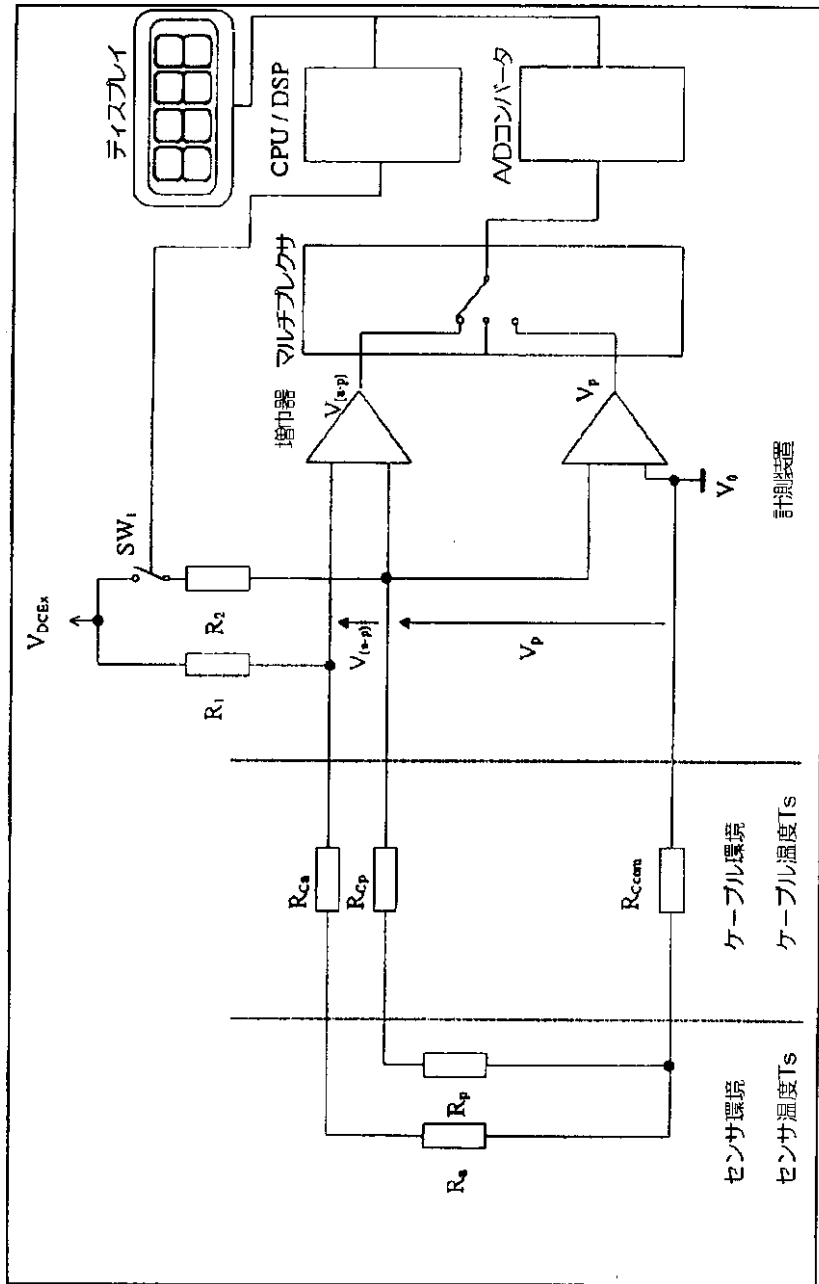 ディスプレイ
CPU / DSP
A/Dコンバータ
マルチプレクサ
増巾器
V(a-p)
Vp
V0
計測装置
SW1
VDCEx
R2
R1
V(a-p)
Vp
RCa
RCp
RCcom
ケーブル環境
ケーブル温度Ts
Rp
Ra
センサ環境
センサ温度Ts